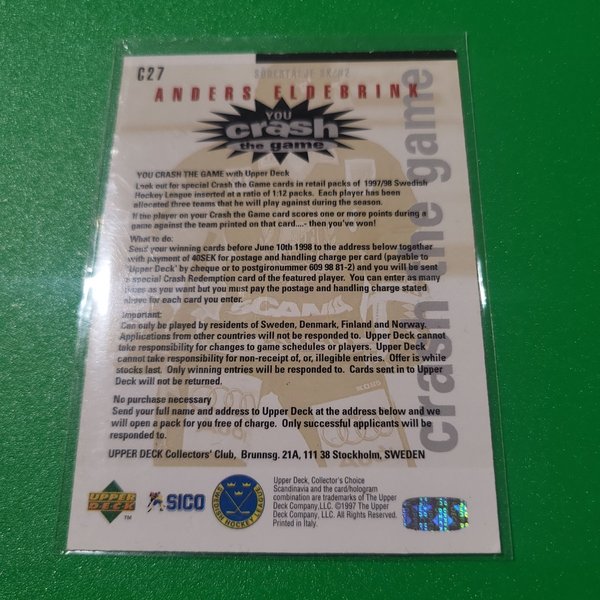 C27
SÖDERTÄLJE SK/#2
ANDERS ELDEBRINK
YOU
crash
the game
crash the game
YOU CRASH THE GAME with Upper Deck
Look out for special Crash the Game cards in retail packs of 1997/98 Swedish
Hockey League inserted at a ratio of 1:12 packs. Each player has been
allocated three teams that he will play against during the season.
If the player on your Crash the Game card scores one or more points during a
game against the team printed on that card....- then you've won!
What to do:
Send your winning cards before June 10th 1998 to the address below together
with payment of 40SEK for postage and handling charge per card (payable to
'Upper Deck' by cheque or to postgironummer 609 98 81-2) and you will be sent
a special Crash Redemption card of the featured player. You can enter as many
times as you want but you must pay the postage and handling charge stated
above for each card you enter.
SCANIA
Important:
Can only be played by residents of Sweden, Denmark, Finland and Norway.
Applications from other countries will not be responded to. Upper Deck cannot
take responsibility for changes to game schedules or players. Upper Deck
cannot take responsibility for non-receipt of, or, illegible entries. Offer is while
stocks last. Only winning entries will be responded to. Cards sent in to Upper
Deck will not be returned.
No purchase necessary
Send your full name and address to Upper Deck at the address below and we
will open a pack for you free of charge. Only successful applicants will be
responded to.
UPPER DECK Collectors' Club, Brunnsg. 21A, 111 38 Stockholm, SWEDEN
UPPER
DECK
TM
SICO
SWEDISH HOCKEY LEAGUE
Upper Deck, Collector's Choice
Scandinavia and the card/hologram
combination are trademarks of The Upper
Deck Company, LLC. ©1997 The Upper
Deck Company, LLC. All Rights Reserved.
Printed in Italy.